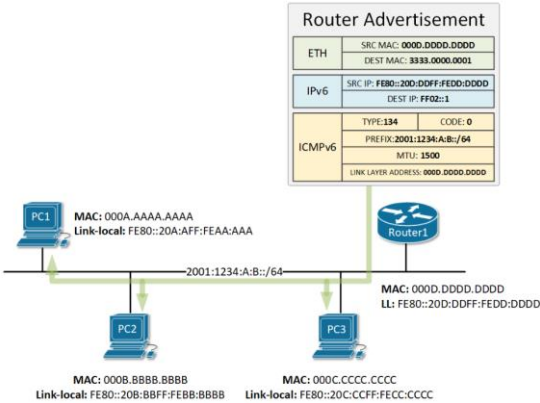 Router Advertisement
ETH
SRC MAC: 000D.DDDD.DDDD
DEST MAC: 3333.0000.0001
IPv6
SRC IP: FE80::20D:DDFF:FEDD:DDDD
DEST IP: FF02::1
ICMPv6
TYPE:134 CODE: 0
PREFIX:2001:1234:A:B::/64
MTU: 1500
LINK LAYER ADDRESS: 000D.DDDD.DDDD
PC1
MAC: 000A.AAAA.AAAA
Link-local: FE80::20A:AFF:FEAA:AAA
Router1
2001:1234:A:B::/64
MAC: 000D.DDDD.DDDD
LL: FE80::20D:DDFF:FEDD:DDDD
PC2
PC3
MAC: 000B.BBBB.BBBB
Link-local: FE80::20B:BBFF:FEBB:BBBB
MAC: 000C.CCCC.CCCC
Link-local: FE80::20C:CCFF:FECC:CCCC